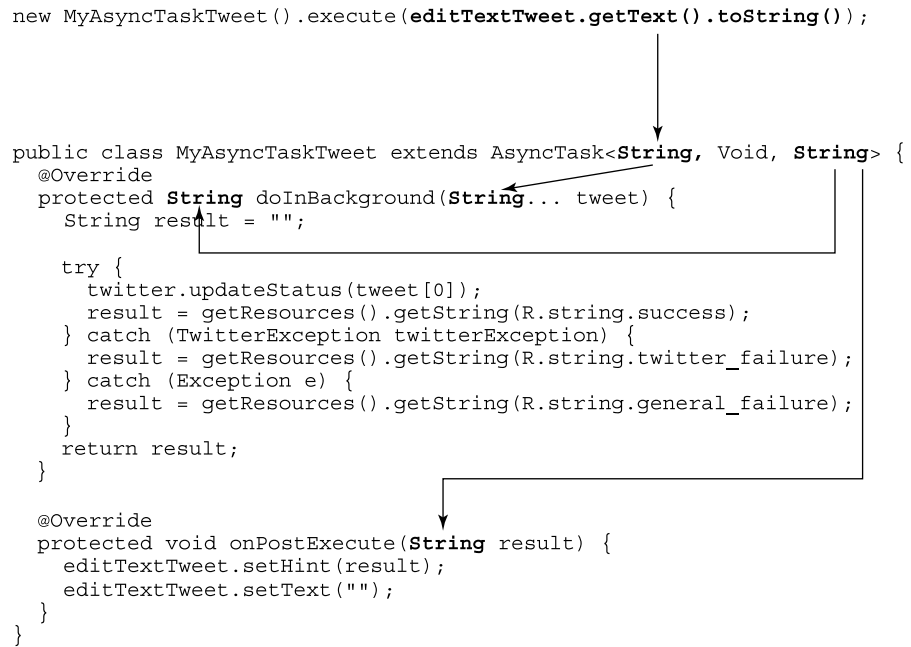 new MyAsyncTaskTweet().execute(editTextTweet.getText().toString());
public class MyAsyncTaskTweet extends AsyncTask<String, Void, String> {
@Override
protected String doInBackground(String... tweet) {
String result = "";
try {
twitter.updateStatus(tweet[0]);
result = getResources().getString(R.string.success);
} catch (TwitterException twitterException) {
result = getResources().getString(R.string.twitter_failure);
} catch (Exception e) {
result = getResources().getString(R.string.general_failure);
}
return result;
}
@Override
protected void onPostExecute(String result) {
editTextTweet.setHint(result);
editTextTweet.setText("");
}
}